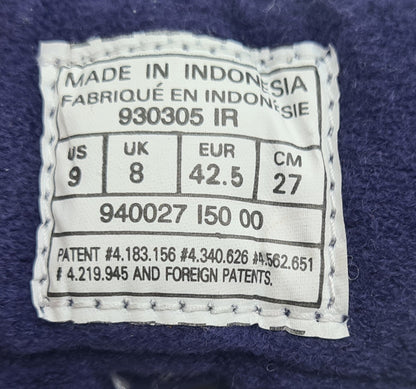 MADE IN INDONESIA
FABRIQUÉ EN INDONÉSIE
930305 IR
US UK EUR CM
9 8 42.5 27
940027 I50 00
PATENT #4.183.156 #4.340.626 #4.562.651
# 4.219.945 AND FOREIGN PATENTS.